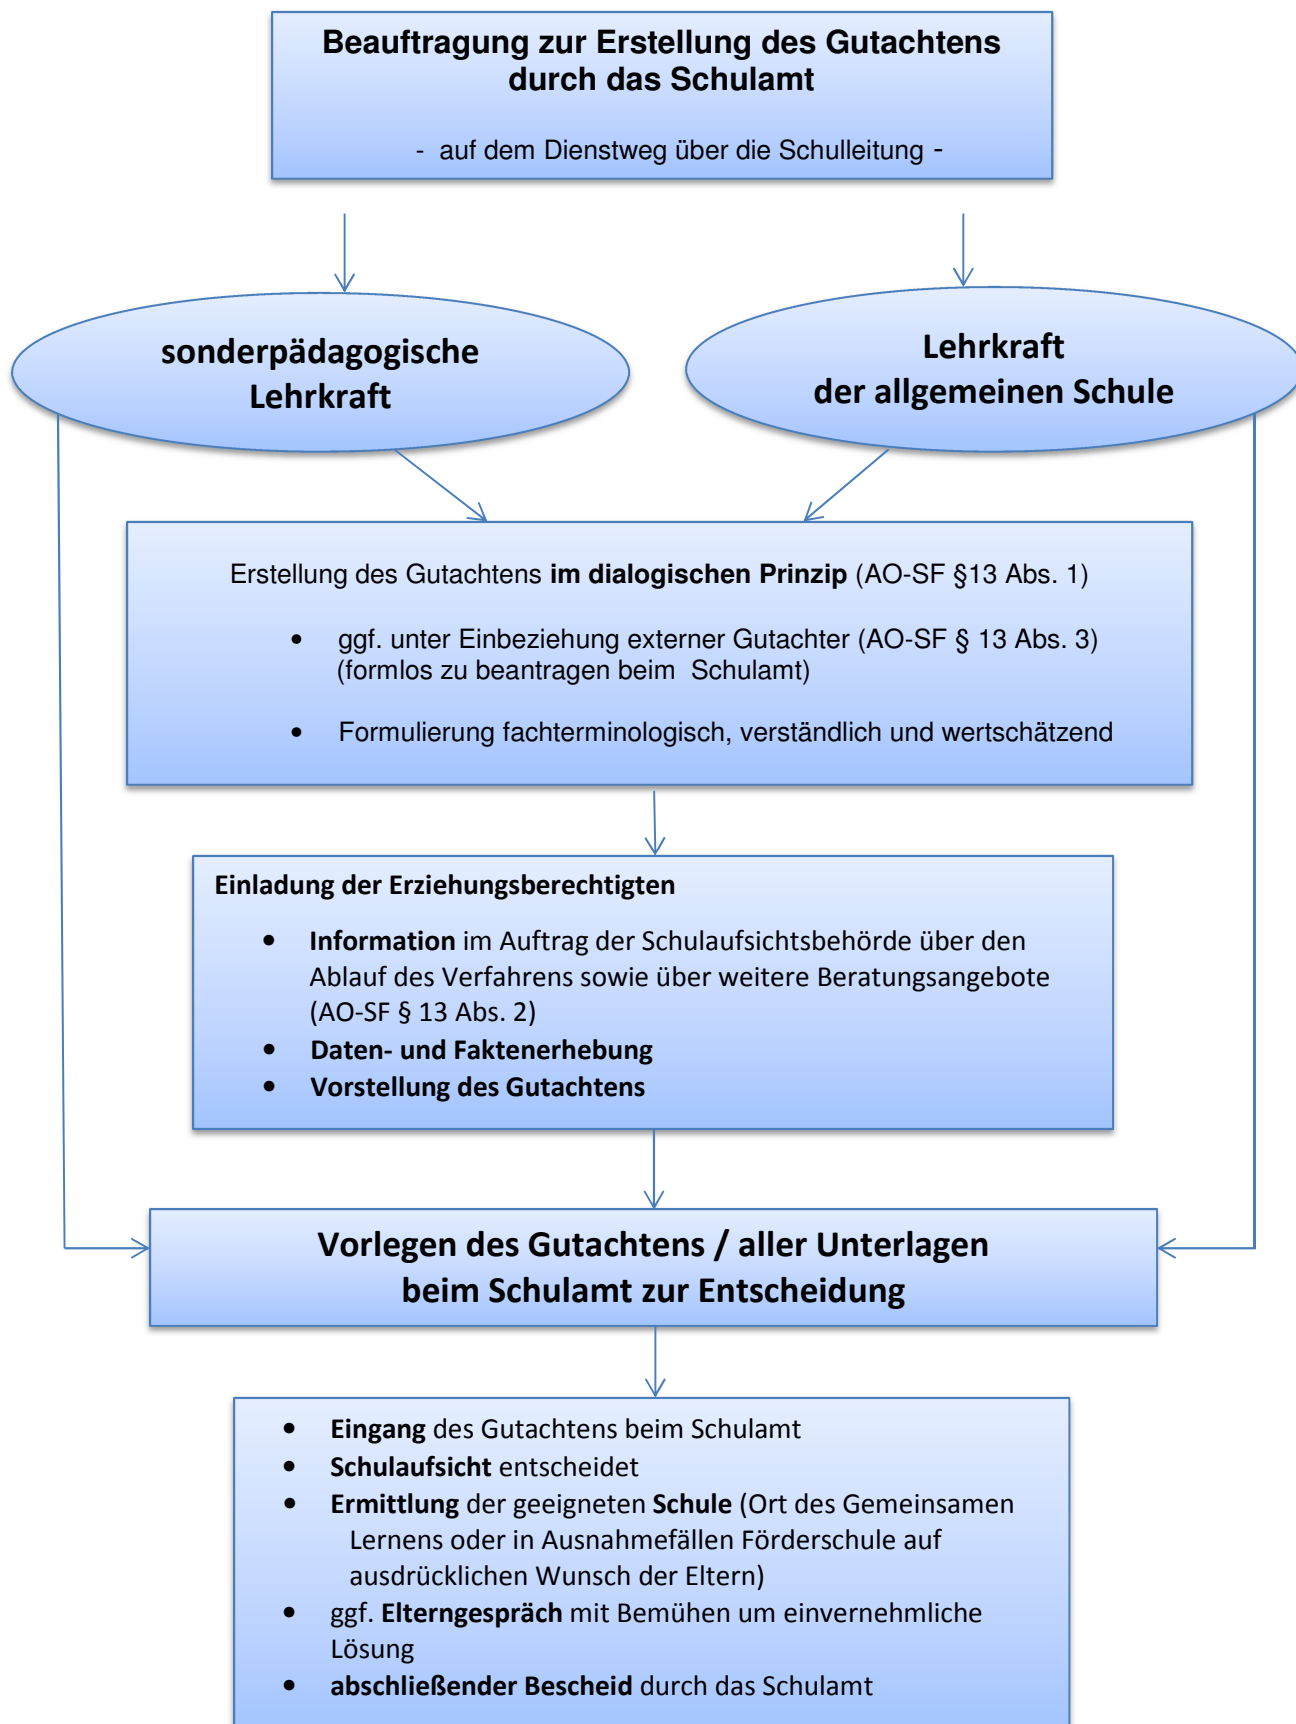 Beauftragung zur Erstellung des Gutachtens
durch das Schulamt
- auf dem Dienstweg über die Schulleitung -
sonderpädagogische
Lehrkraft
Lehrkraft
der allgemeinen Schule
Erstellung des Gutachtens im dialogischen Prinzip (AO-SF §13 Abs. 1)
• ggf. unter Einbeziehung externer Gutachter (AO-SF § 13 Abs. 3)
(formlos zu beantragen beim Schulamt)
• Formulierung fachterminologisch, verständlich und wertschätzend
Einladung der Erziehungsberechtigten
• Information im Auftrag der Schulaufsichtsbehörde über den
Ablauf des Verfahrens sowie über weitere Beratungsangebote
(AO-SF § 13 Abs. 2)
• Daten- und Faktenerhebung
• Vorstellung des Gutachtens
Vorlegen des Gutachtens / aller Unterlagen
beim Schulamt zur Entscheidung
• Eingang des Gutachtens beim Schulamt
• Schulaufsicht entscheidet
• Ermittlung der geeigneten Schule (Ort des Gemeinsamen
Lernens oder in Ausnahmefällen Förderschule auf
ausdrücklichen Wunsch der Eltern)
• ggf. Elterngespräch mit Bemühen um einvernehmliche
Lösung
• abschließender Bescheid durch das Schulamt